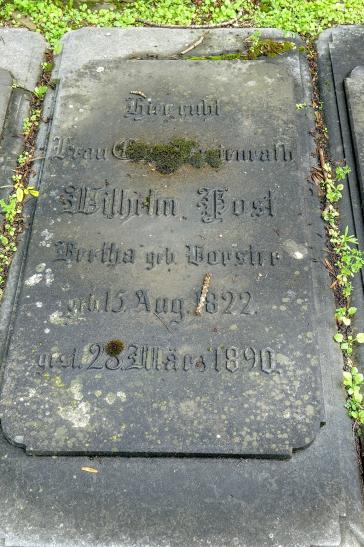 Hier ruht
Frau
Wilhelm Post
Bertha geb. Vorster
geb. 15. Aug. 1822.
gest. 28. März 1890.